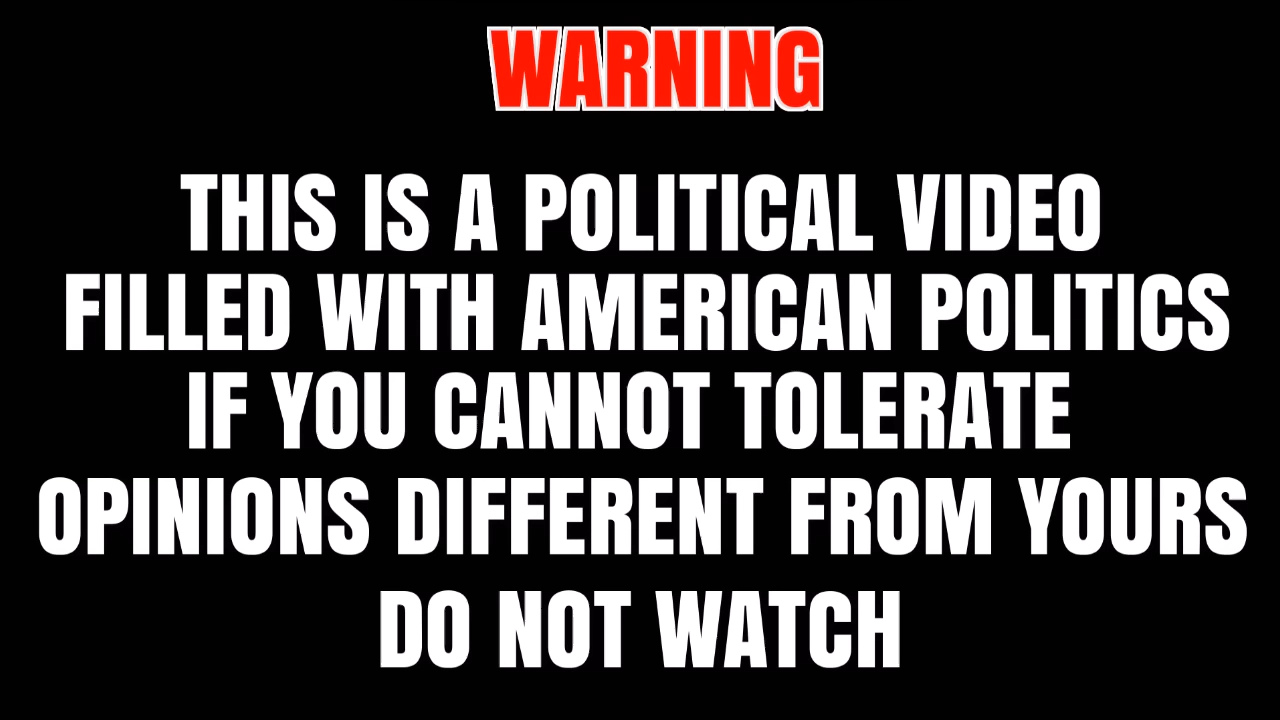 WARNING
THIS IS A POLITICAL VIDEO
FILLED WITH AMERICAN POLITICS
IF YOU CANNOT TOLERATE
OPINIONS DIFFERENT FROM YOURS
DO NOT WATCH